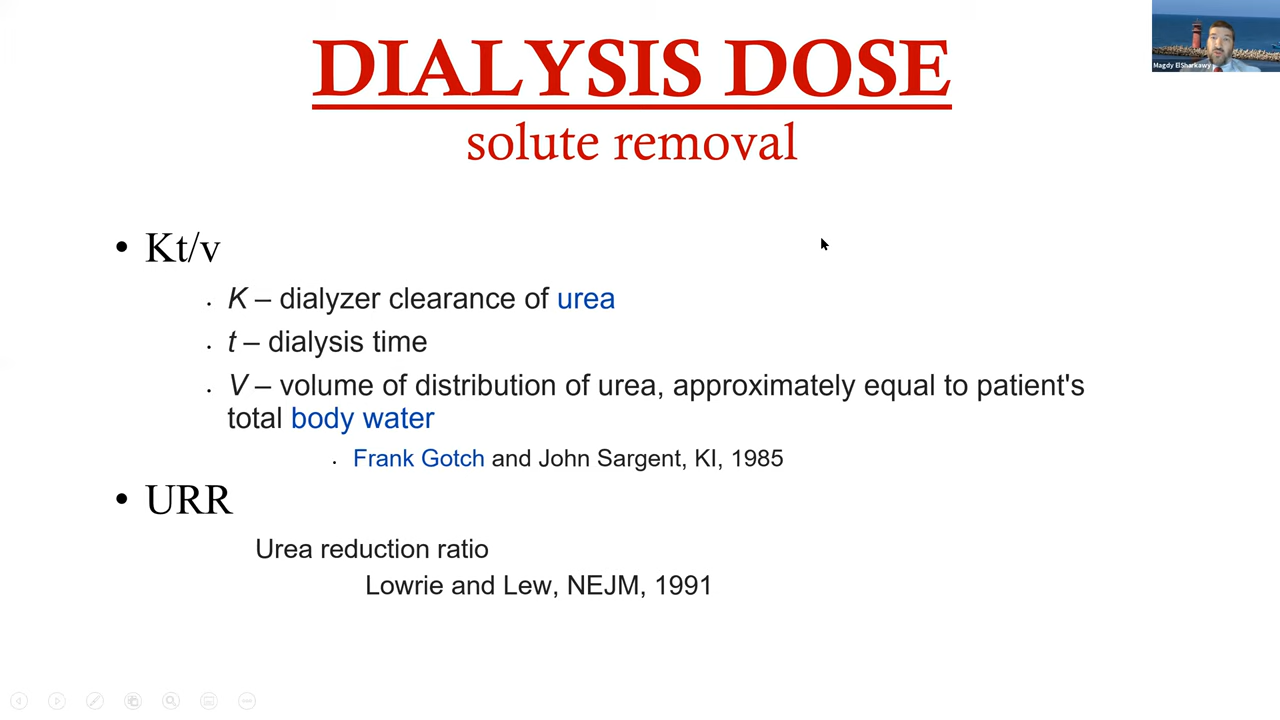 DIALYSIS DOSE
solute removal
Magdy ElSharkawy
• Kt/v
• K – dialyzer clearance of urea
• t – dialysis time
• V – volume of distribution of urea, approximately equal to patient's
total body water
• Frank Gotch and John Sargent, KI, 1985
• URR
Urea reduction ratio
Lowrie and Lew, NEJM, 1991